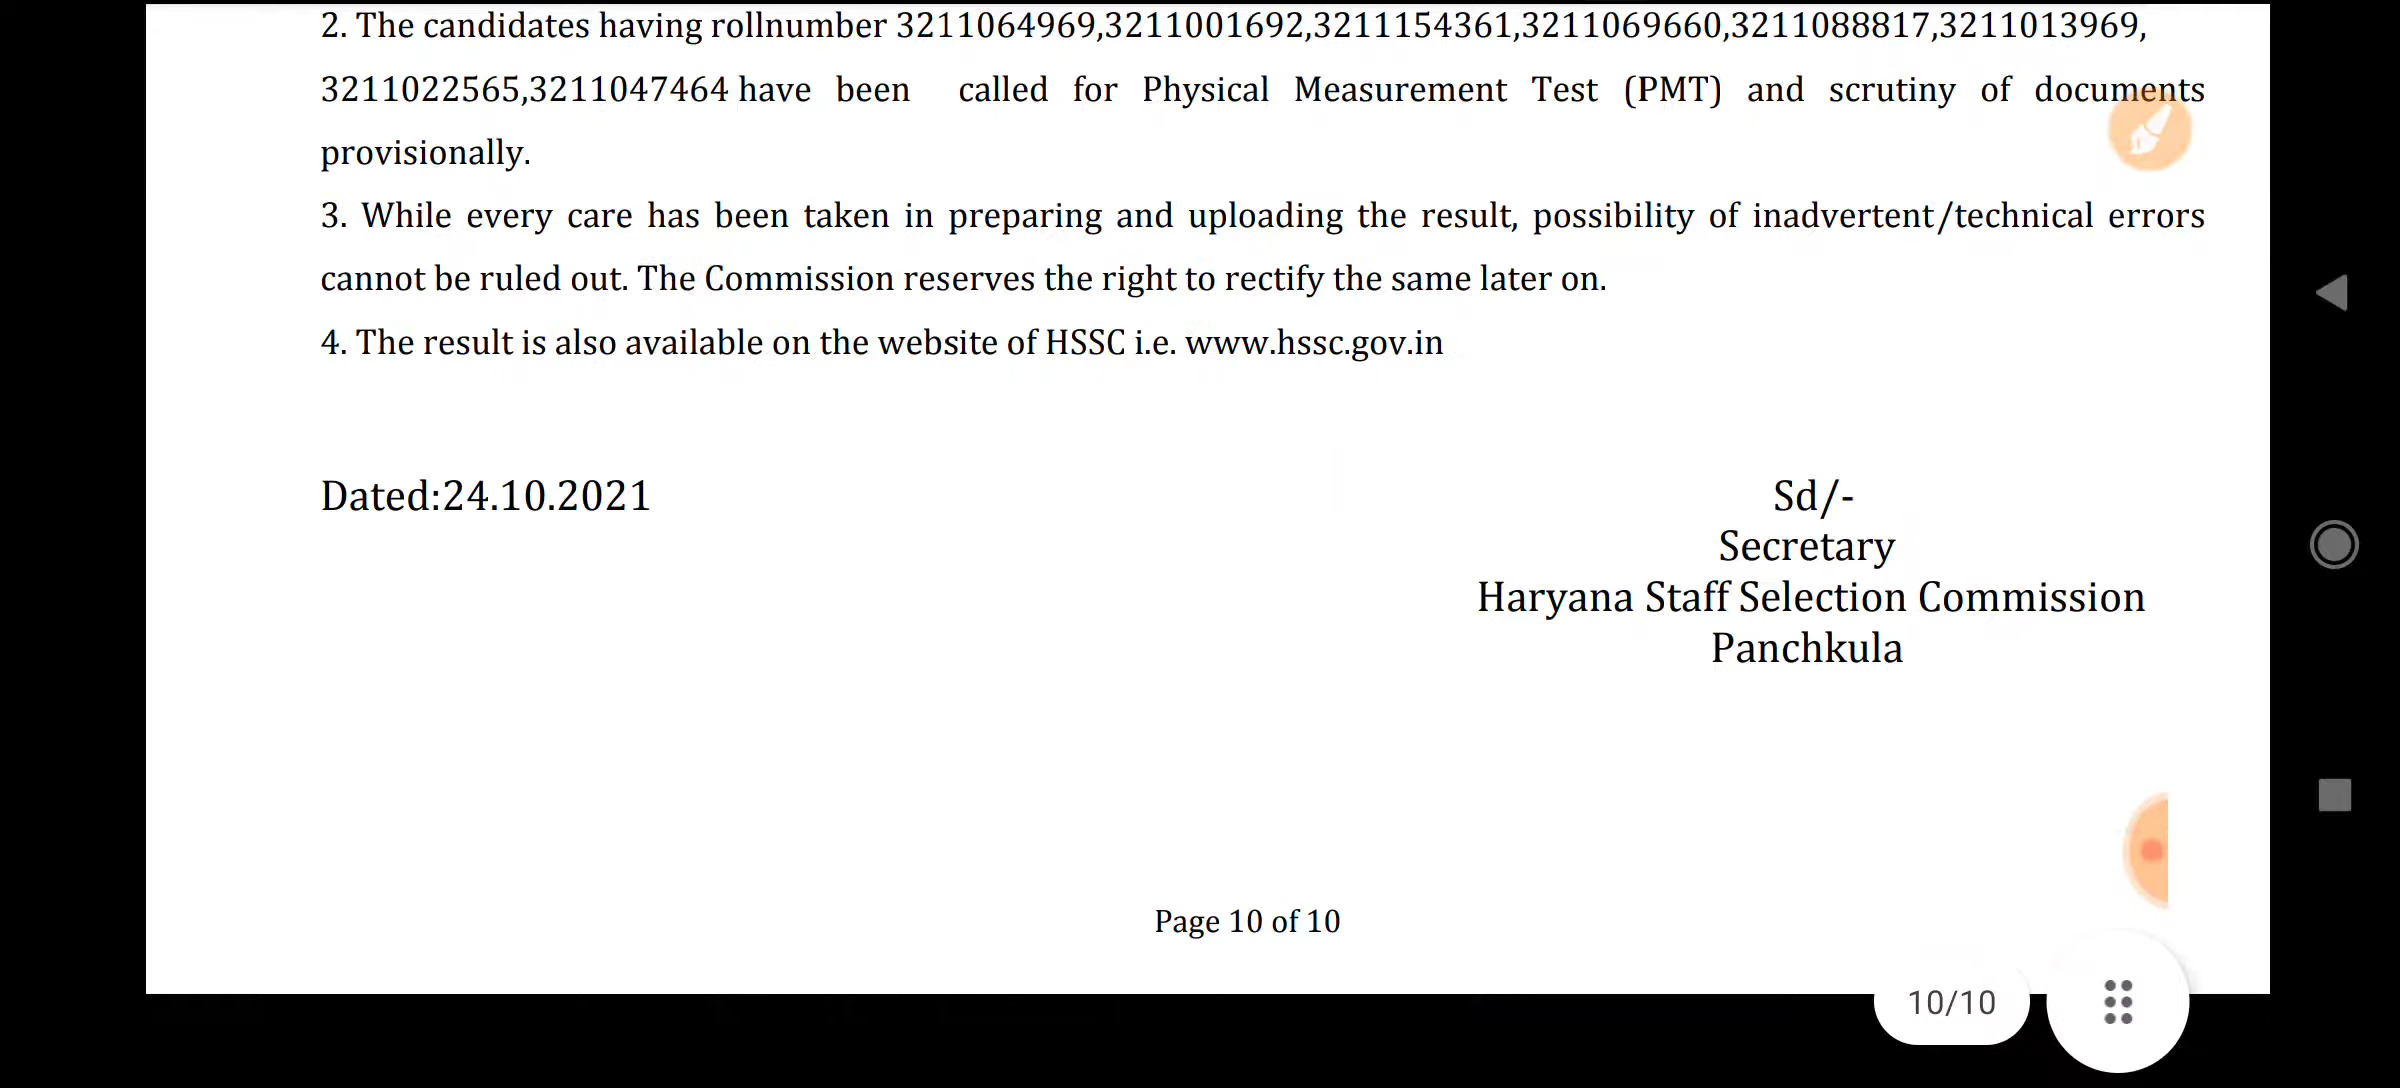 2. The candidates having rollnumber 3211064969,3211001692,3211154361,3211069660,3211088817,3211013969,
3211022565,3211047464 have been called for Physical Measurement Test (PMT) and scrutiny of documents
provisionally.
3. While every care has been taken in preparing and uploading the result, possibility of inadvertent/technical errors
cannot be ruled out. The Commission reserves the right to rectify the same later on.
4. The result is also available on the website of HSSC i.e. www.hssc.gov.in
Dated:24.10.2021
Sd/-
Secretary
Haryana Staff Selection Commission
Panchkula
Page 10 of 10
10/10